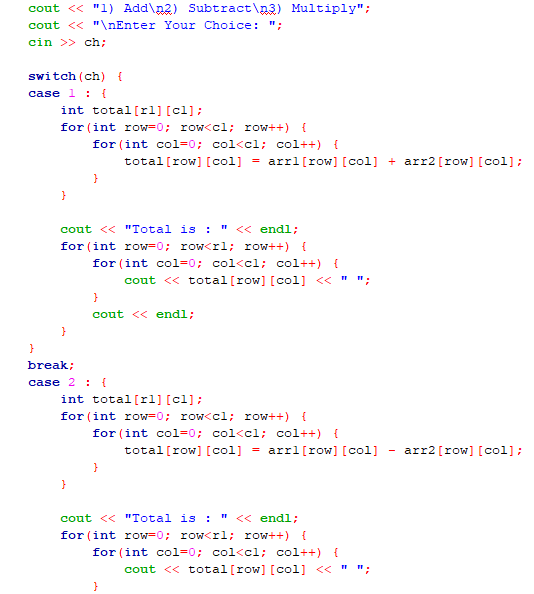 cout << "1) Add\n2) Subtract\n3) Multiply";
cout << "\nEnter Your Choice: ";
cin >> ch;

switch(ch) {
case 1 : {
    int total[r1][c1];
    for(int row=0; row<c1; row++) {
        for(int col=0; col<c1; col++) {
            total[row][col] = arr1[row][col] + arr2[row][col];
        }
    }

    cout << "Total is : " << endl;
    for(int row=0; row<r1; row++) {
        for(int col=0; col<c1; col++) {
            cout << total[row][col] << " ";
        }
        cout << endl;
    }
}
break;
case 2 : {
    int total[r1][c1];
    for(int row=0; row<c1; row++) {
        for(int col=0; col<c1; col++) {
            total[row][col] = arr1[row][col] - arr2[row][col];
        }
    }

    cout << "Total is : " << endl;
    for(int row=0; row<r1; row++) {
        for(int col=0; col<c1; col++) {
            cout << total[row][col] << " ";
        }